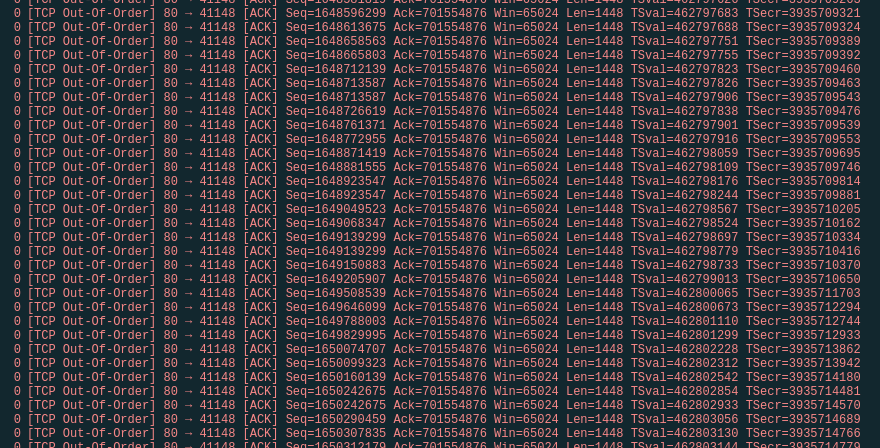 0 [TCP Out-Of-Order] 80 → 41148 [ACK] Seq=1648596299 Ack=701554876 Win=65024 Len=1448 TSval=462797683 TSecr=3935709321
0 [TCP Out-Of-Order] 80 → 41148 [ACK] Seq=1648613675 Ack=701554876 Win=65024 Len=1448 TSval=462797688 TSecr=3935709324
0 [TCP Out-Of-Order] 80 → 41148 [ACK] Seq=1648658563 Ack=701554876 Win=65024 Len=1448 TSval=462797751 TSecr=3935709389
0 [TCP Out-Of-Order] 80 → 41148 [ACK] Seq=1648665803 Ack=701554876 Win=65024 Len=1448 TSval=462797755 TSecr=3935709392
0 [TCP Out-Of-Order] 80 → 41148 [ACK] Seq=1648712139 Ack=701554876 Win=65024 Len=1448 TSval=462797823 TSecr=3935709460
0 [TCP Out-Of-Order] 80 → 41148 [ACK] Seq=1648713587 Ack=701554876 Win=65024 Len=1448 TSval=462797826 TSecr=3935709463
0 [TCP Out-Of-Order] 80 → 41148 [ACK] Seq=1648713587 Ack=701554876 Win=65024 Len=1448 TSval=462797906 TSecr=3935709543
0 [TCP Out-Of-Order] 80 → 41148 [ACK] Seq=1648726619 Ack=701554876 Win=65024 Len=1448 TSval=462797838 TSecr=3935709476
0 [TCP Out-Of-Order] 80 → 41148 [ACK] Seq=1648761371 Ack=701554876 Win=65024 Len=1448 TSval=462797901 TSecr=3935709539
0 [TCP Out-Of-Order] 80 → 41148 [ACK] Seq=1648772955 Ack=701554876 Win=65024 Len=1448 TSval=462797916 TSecr=3935709553
0 [TCP Out-Of-Order] 80 → 41148 [ACK] Seq=1648871419 Ack=701554876 Win=65024 Len=1448 TSval=462798059 TSecr=3935709695
0 [TCP Out-Of-Order] 80 → 41148 [ACK] Seq=1648881555 Ack=701554876 Win=65024 Len=1448 TSval=462798109 TSecr=3935709746
0 [TCP Out-Of-Order] 80 → 41148 [ACK] Seq=1648923547 Ack=701554876 Win=65024 Len=1448 TSval=462798176 TSecr=3935709814
0 [TCP Out-Of-Order] 80 → 41148 [ACK] Seq=1648923547 Ack=701554876 Win=65024 Len=1448 TSval=462798244 TSecr=3935709881
0 [TCP Out-Of-Order] 80 → 41148 [ACK] Seq=1649049523 Ack=701554876 Win=65024 Len=1448 TSval=462798567 TSecr=3935710205
0 [TCP Out-Of-Order] 80 → 41148 [ACK] Seq=1649068347 Ack=701554876 Win=65024 Len=1448 TSval=462798524 TSecr=3935710162
0 [TCP Out-Of-Order] 80 → 41148 [ACK] Seq=1649139299 Ack=701554876 Win=65024 Len=1448 TSval=462798697 TSecr=3935710334
0 [TCP Out-Of-Order] 80 → 41148 [ACK] Seq=1649139299 Ack=701554876 Win=65024 Len=1448 TSval=462798779 TSecr=3935710416
0 [TCP Out-Of-Order] 80 → 41148 [ACK] Seq=1649150883 Ack=701554876 Win=65024 Len=1448 TSval=462798733 TSecr=3935710370
0 [TCP Out-Of-Order] 80 → 41148 [ACK] Seq=1649205907 Ack=701554876 Win=65024 Len=1448 TSval=462799013 TSecr=3935710650
0 [TCP Out-Of-Order] 80 → 41148 [ACK] Seq=1649508539 Ack=701554876 Win=65024 Len=1448 TSval=462800065 TSecr=3935711703
0 [TCP Out-Of-Order] 80 → 41148 [ACK] Seq=1649646099 Ack=701554876 Win=65024 Len=1448 TSval=462800673 TSecr=3935712294
0 [TCP Out-Of-Order] 80 → 41148 [ACK] Seq=1649788003 Ack=701554876 Win=65024 Len=1448 TSval=462801110 TSecr=3935712744
0 [TCP Out-Of-Order] 80 → 41148 [ACK] Seq=1649829995 Ack=701554876 Win=65024 Len=1448 TSval=462801299 TSecr=3935712933
0 [TCP Out-Of-Order] 80 → 41148 [ACK] Seq=1650074707 Ack=701554876 Win=65024 Len=1448 TSval=462802228 TSecr=3935713862
0 [TCP Out-Of-Order] 80 → 41148 [ACK] Seq=1650099323 Ack=701554876 Win=65024 Len=1448 TSval=462802312 TSecr=3935713942
0 [TCP Out-Of-Order] 80 → 41148 [ACK] Seq=1650160139 Ack=701554876 Win=65024 Len=1448 TSval=462802542 TSecr=3935714180
0 [TCP Out-Of-Order] 80 → 41148 [ACK] Seq=1650242675 Ack=701554876 Win=65024 Len=1448 TSval=462802854 TSecr=3935714481
0 [TCP Out-Of-Order] 80 → 41148 [ACK] Seq=1650242675 Ack=701554876 Win=65024 Len=1448 TSval=462802933 TSecr=3935714570
0 [TCP Out-Of-Order] 80 → 41148 [ACK] Seq=1650290459 Ack=701554876 Win=65024 Len=1448 TSval=462803056 TSecr=3935714689
0 [TCP Out-Of-Order] 80 → 41148 [ACK] Seq=1650307835 Ack=701554876 Win=65024 Len=1448 TSval=462803130 TSecr=3935714766